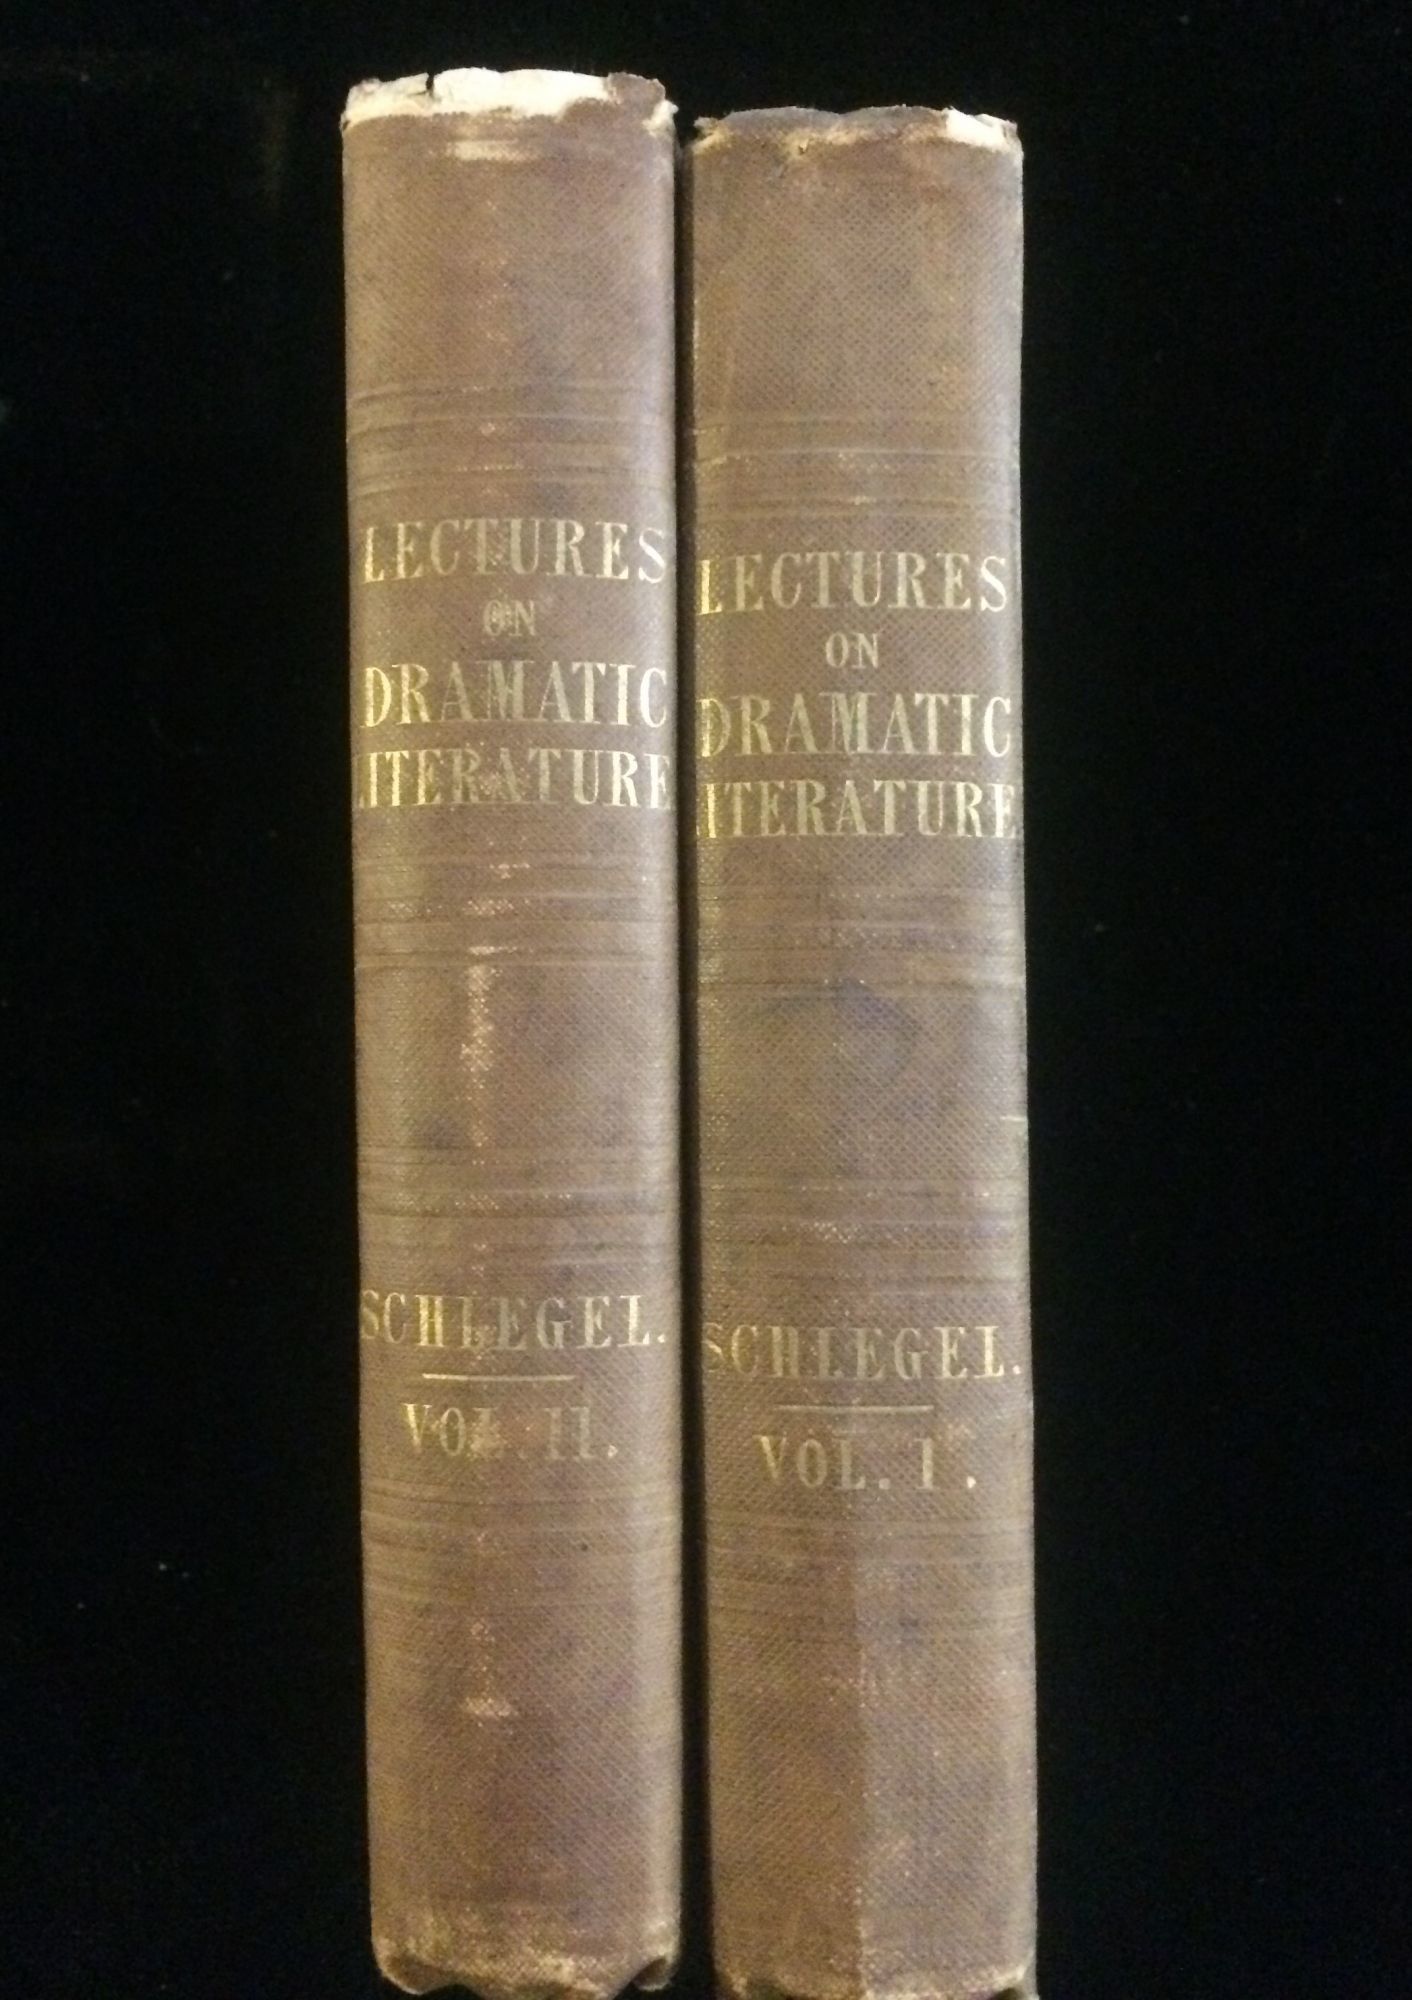 LECTURES
ON
DRAMATIC
LITERATURE
SCHLEGEL.
VOL. II.
LECTURES
ON
DRAMATIC
LITERATURE
SCHLEGEL.
VOL. I.